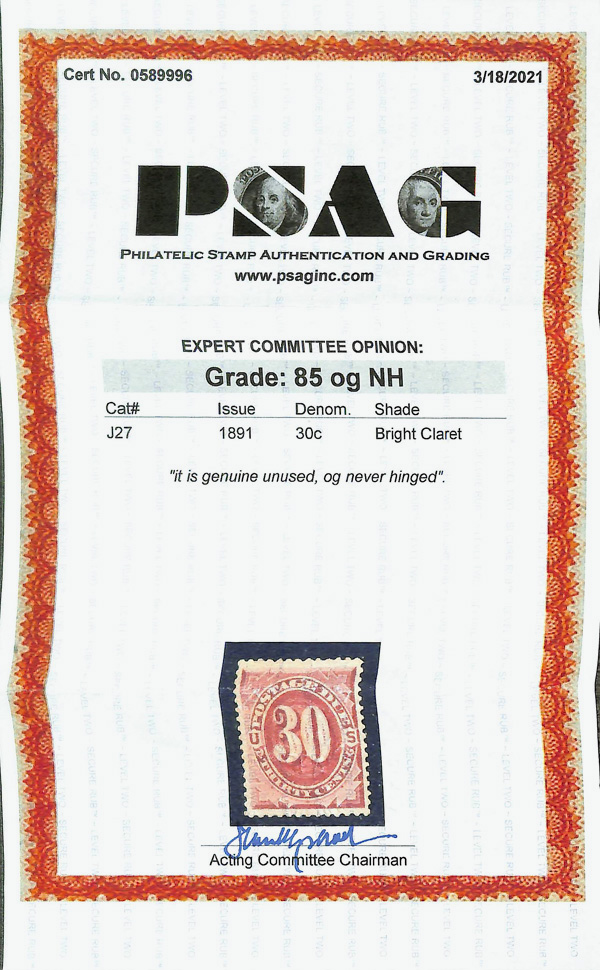 Cert No. 0589996 3/18/2021
PSAG
PHILATELIC STAMP AUTHENTICATION AND GRADING
www.psaginc.com
EXPERT COMMITTEE OPINION:
Grade: 85 og NH
Cat# Issue Denom. Shade
J27 1891 30c Bright Claret
"it is genuine unused, og never hinged".
POSTAGE DUE
30
THIRTY CENTS
U S
Acting Committee Chairman